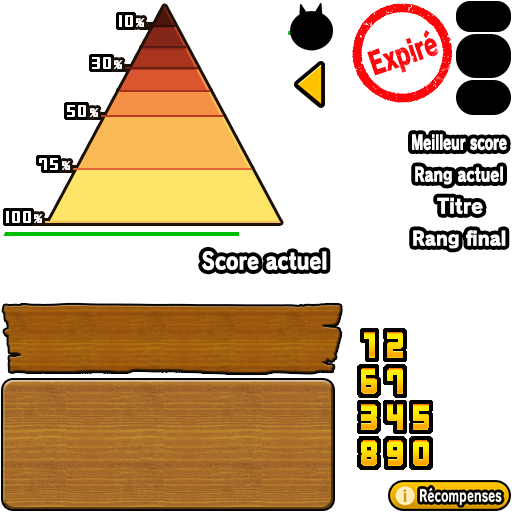 10%
30%
50%
75%
100%
Expiré
Meilleur score
Rang actuel
Titre
Rang final
Score actuel
12
67
345
890
i Récompenses